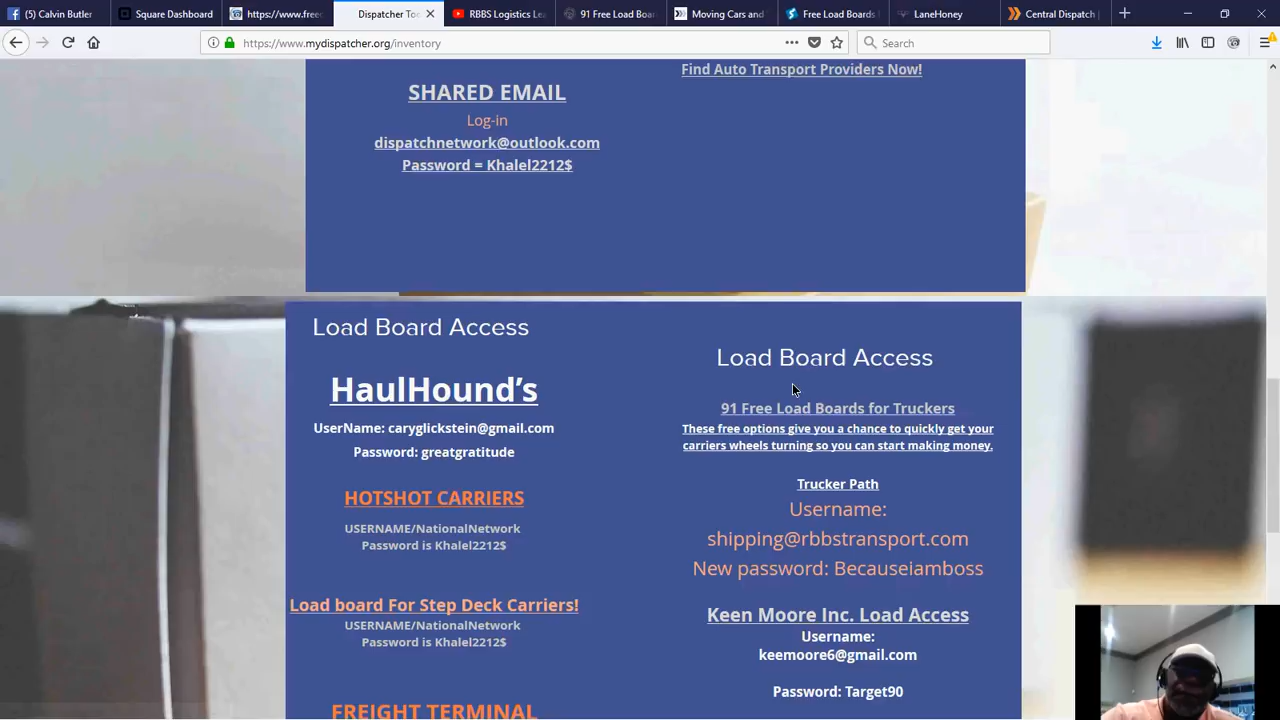 (5) Calvin Butler
Square Dashboard
https://www.free
Dispatcher To
RBBS Logistics Le
91 Free Load Boar
Moving Cars and
Free Load Boards
LaneHoney
Central Dispatch |
https://www.mydispatcher.org/inventory
Search
Find Auto Transport Providers Now!
SHARED EMAIL
Log-in
dispatchnetwork@outlook.com
Password = Khalel2212$
Load Board Access
HaulHound’s
UserName: caryglickstein@gmail.com
Password: greatgratitude
HOTSHOT CARRIERS
USERNAME/NationalNetwork
Password is Khalel2212$
Load board For Step Deck Carriers!
USERNAME/NationalNetwork
Password is Khalel2212$
FREIGHT TERMINAL
Load Board Access
91 Free Load Boards for Truckers
These free options give you a chance to quickly get your
carriers wheels turning so you can start making money.
Trucker Path
Username:
shipping@rbbstransport.com
New password: Becauseiamboss
Keen Moore Inc. Load Access
Username:
keemoore6@gmail.com
Password: Target90